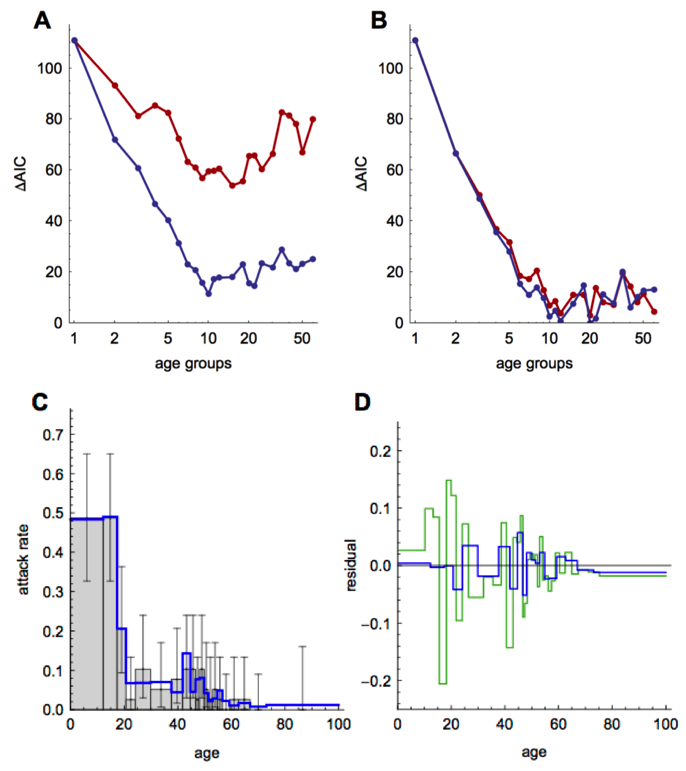 A
B
100
80
60
40
20
0
ΔAIC
1 2 5 10 20 50
age groups
100
80
60
40
20
0
ΔAIC
1 2 5 10 20 50
age groups
C
D
0.7
0.6
0.5
0.4
0.3
0.2
0.1
0.0
attack rate
0 20 40 60 80 100
age
0.2
0.1
0.0
−0.1
−0.2
residual
0 20 40 60 80 100
age